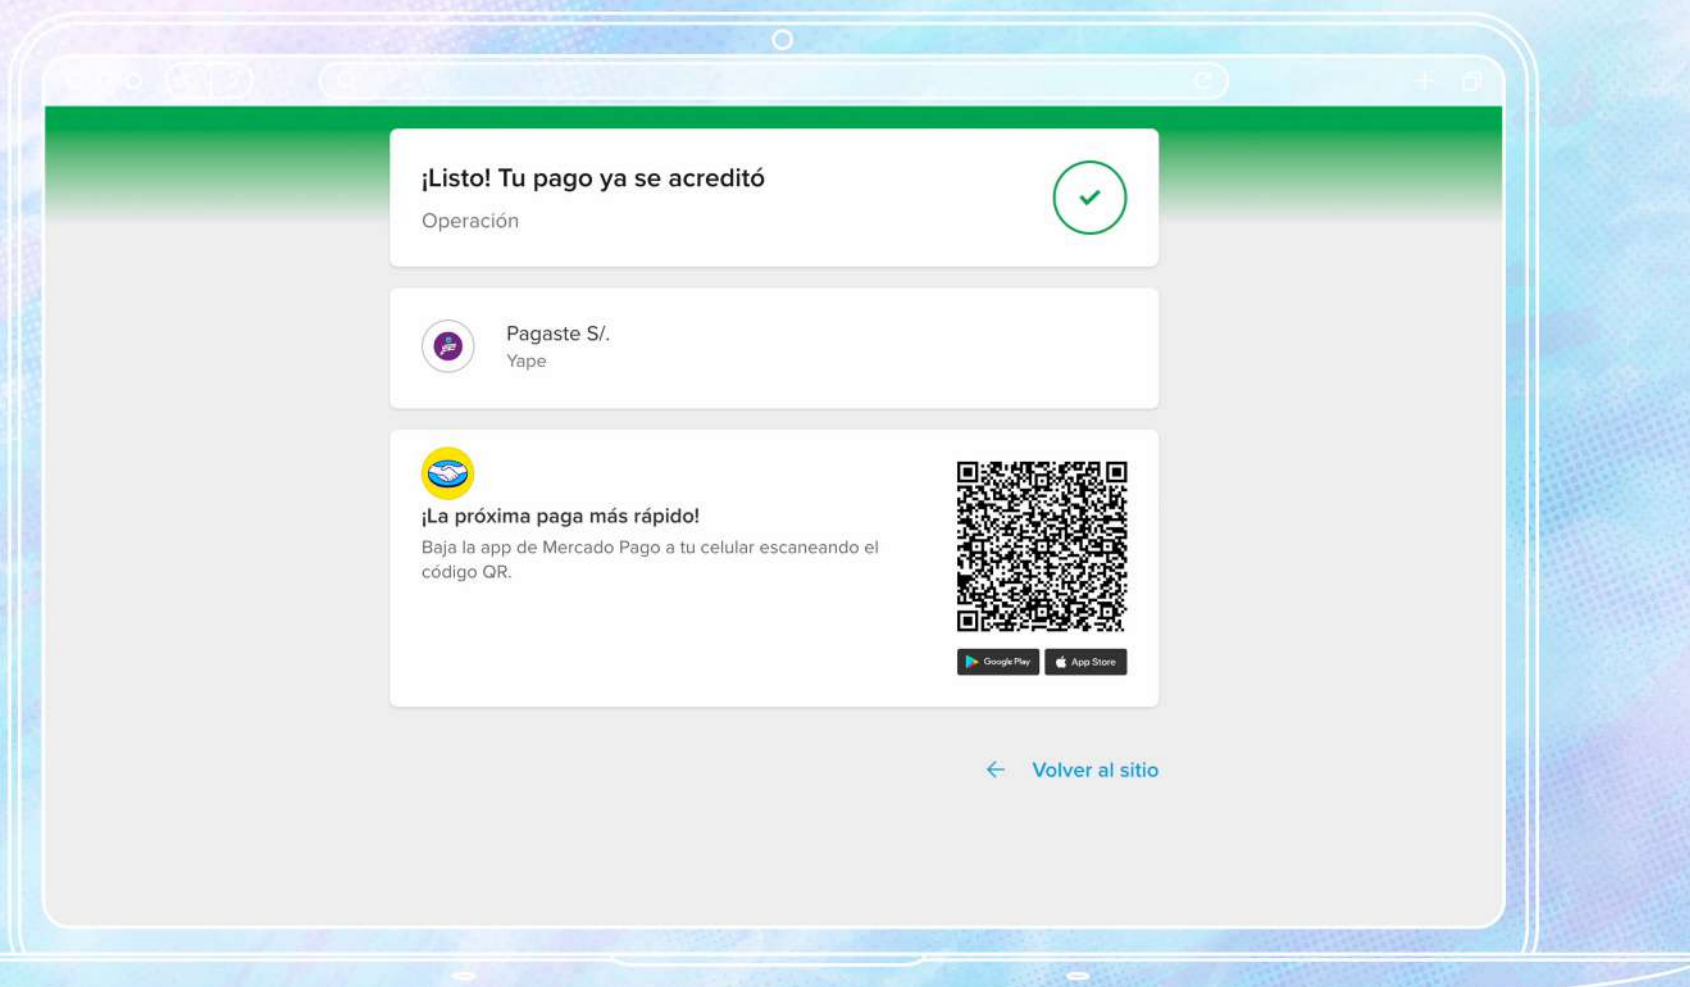 ¡Listo! Tu pago ya se acreditó
Operación
Pagaste S/.
Yape
¡La próxima paga más rápido!
Baja la app de Mercado Pago a tu celular escaneando el
código QR.
Google Play
App Store
Volver al sitio